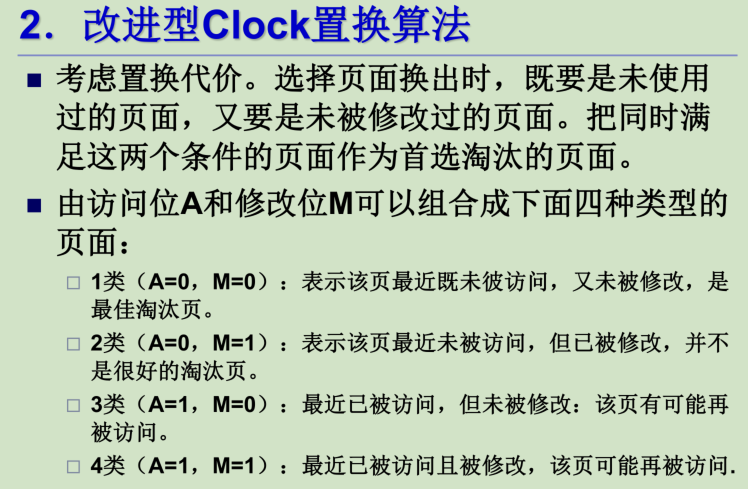 2．改进型Clock置换算法
■ 考虑置换代价。选择页面换出时，既要是未使用
过的页面，又要是未被修改过的页面。把同时满
足这两个条件的页面作为首选淘汰的页面。
■ 由访问位A和修改位M可以组合成下面四种类型的
页面：
□ 1类（A=0，M=0）：表示该页最近既未彼访问，又未被修改，是
最佳淘汰页。
□ 2类（A=0，M=1）：表示该页最近未被访问，但已被修改，并不
是很好的淘汰页。
□ 3类（A=1，M=0）：最近已被访问，但未被修改：该页有可能再
被访问。
□ 4类（A=1，M=1）：最近已被访问且被修改，该页可能再被访问.